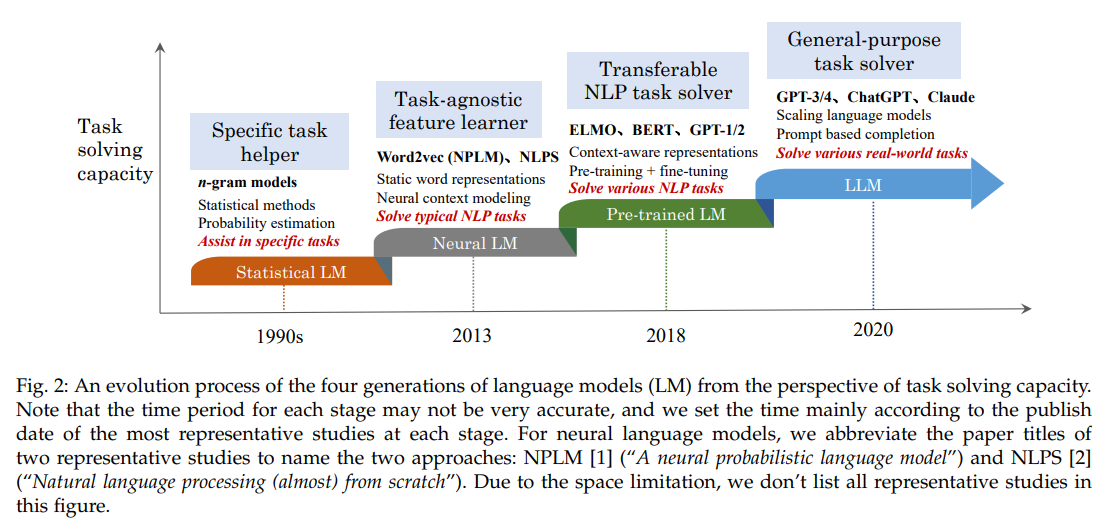 General-purpose
task solver
Transferable
NLP task solver
GPT-3/4、ChatGPT、Claude
Scaling language models
Prompt based completion
Solve various real-world tasks
Task-agnostic
feature learner
ELMO、BERT、GPT-1/2
Context-aware representations
Pre-training + fine-tuning
Solve various NLP tasks
Task
solving
capacity
Specific task
helper
Word2vec (NPLM)、NLPS
Static word representations
Neural context modeling
Solve typical NLP tasks
n-gram models
Statistical methods
Probability estimation
Assist in specific tasks
LLM
Pre-trained LM
Neural LM
Statistical LM
1990s
2013
2018
2020
Fig. 2: An evolution process of the four generations of language models (LM) from the perspective of task solving capacity.
Note that the time period for each stage may not be very accurate, and we set the time mainly according to the publish
date of the most representative studies at each stage. For neural language models, we abbreviate the paper titles of
two representative studies to name the two approaches: NPLM [1] (“A neural probabilistic language model”) and NLPS [2]
(“Natural language processing (almost) from scratch”). Due to the space limitation, we don’t list all representative studies in
this figure.